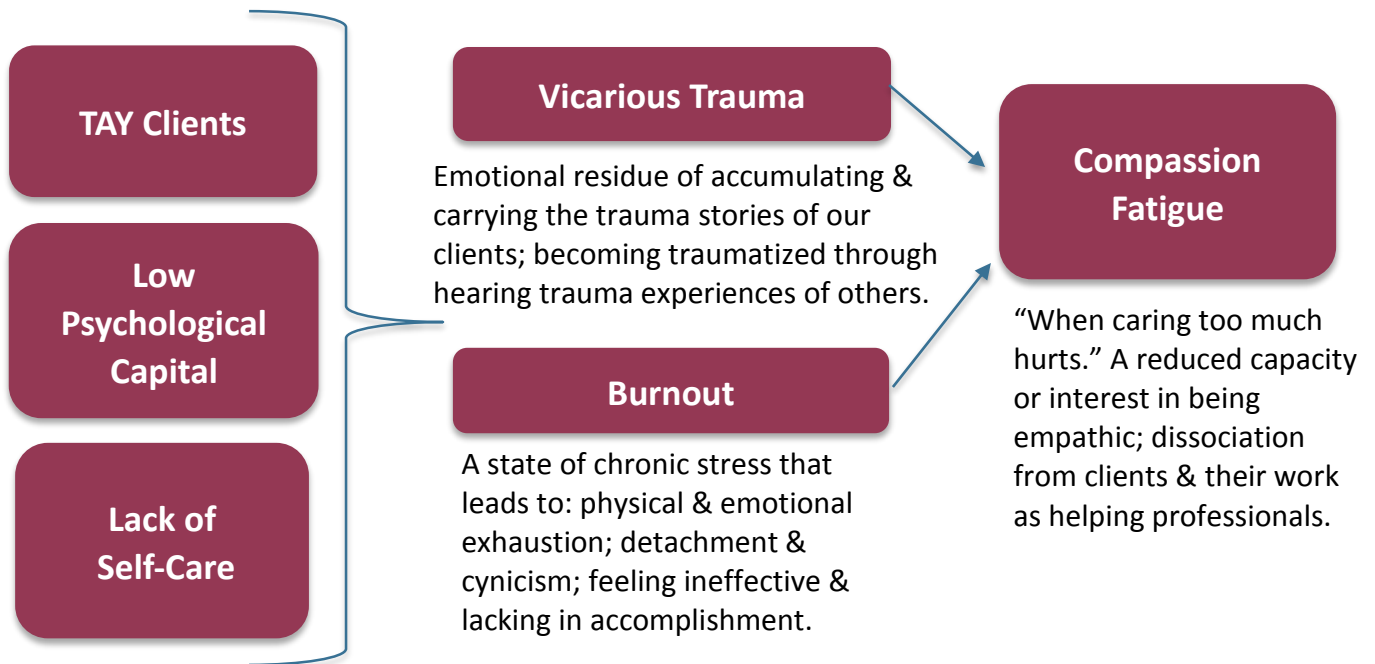 TAY Clients
Low
Psychological
Capital
Lack of
Self-Care
Vicarious Trauma
Emotional residue of accumulating &
carrying the trauma stories of our
clients; becoming traumatized through
hearing trauma experiences of others.
Burnout
A state of chronic stress that
leads to: physical & emotional
exhaustion; detachment &
cynicism; feeling ineffective &
lacking in accomplishment.
Compassion
Fatigue
“When caring too much
hurts.” A reduced capacity
or interest in being
empathic; dissociation
from clients & their work
as helping professionals.